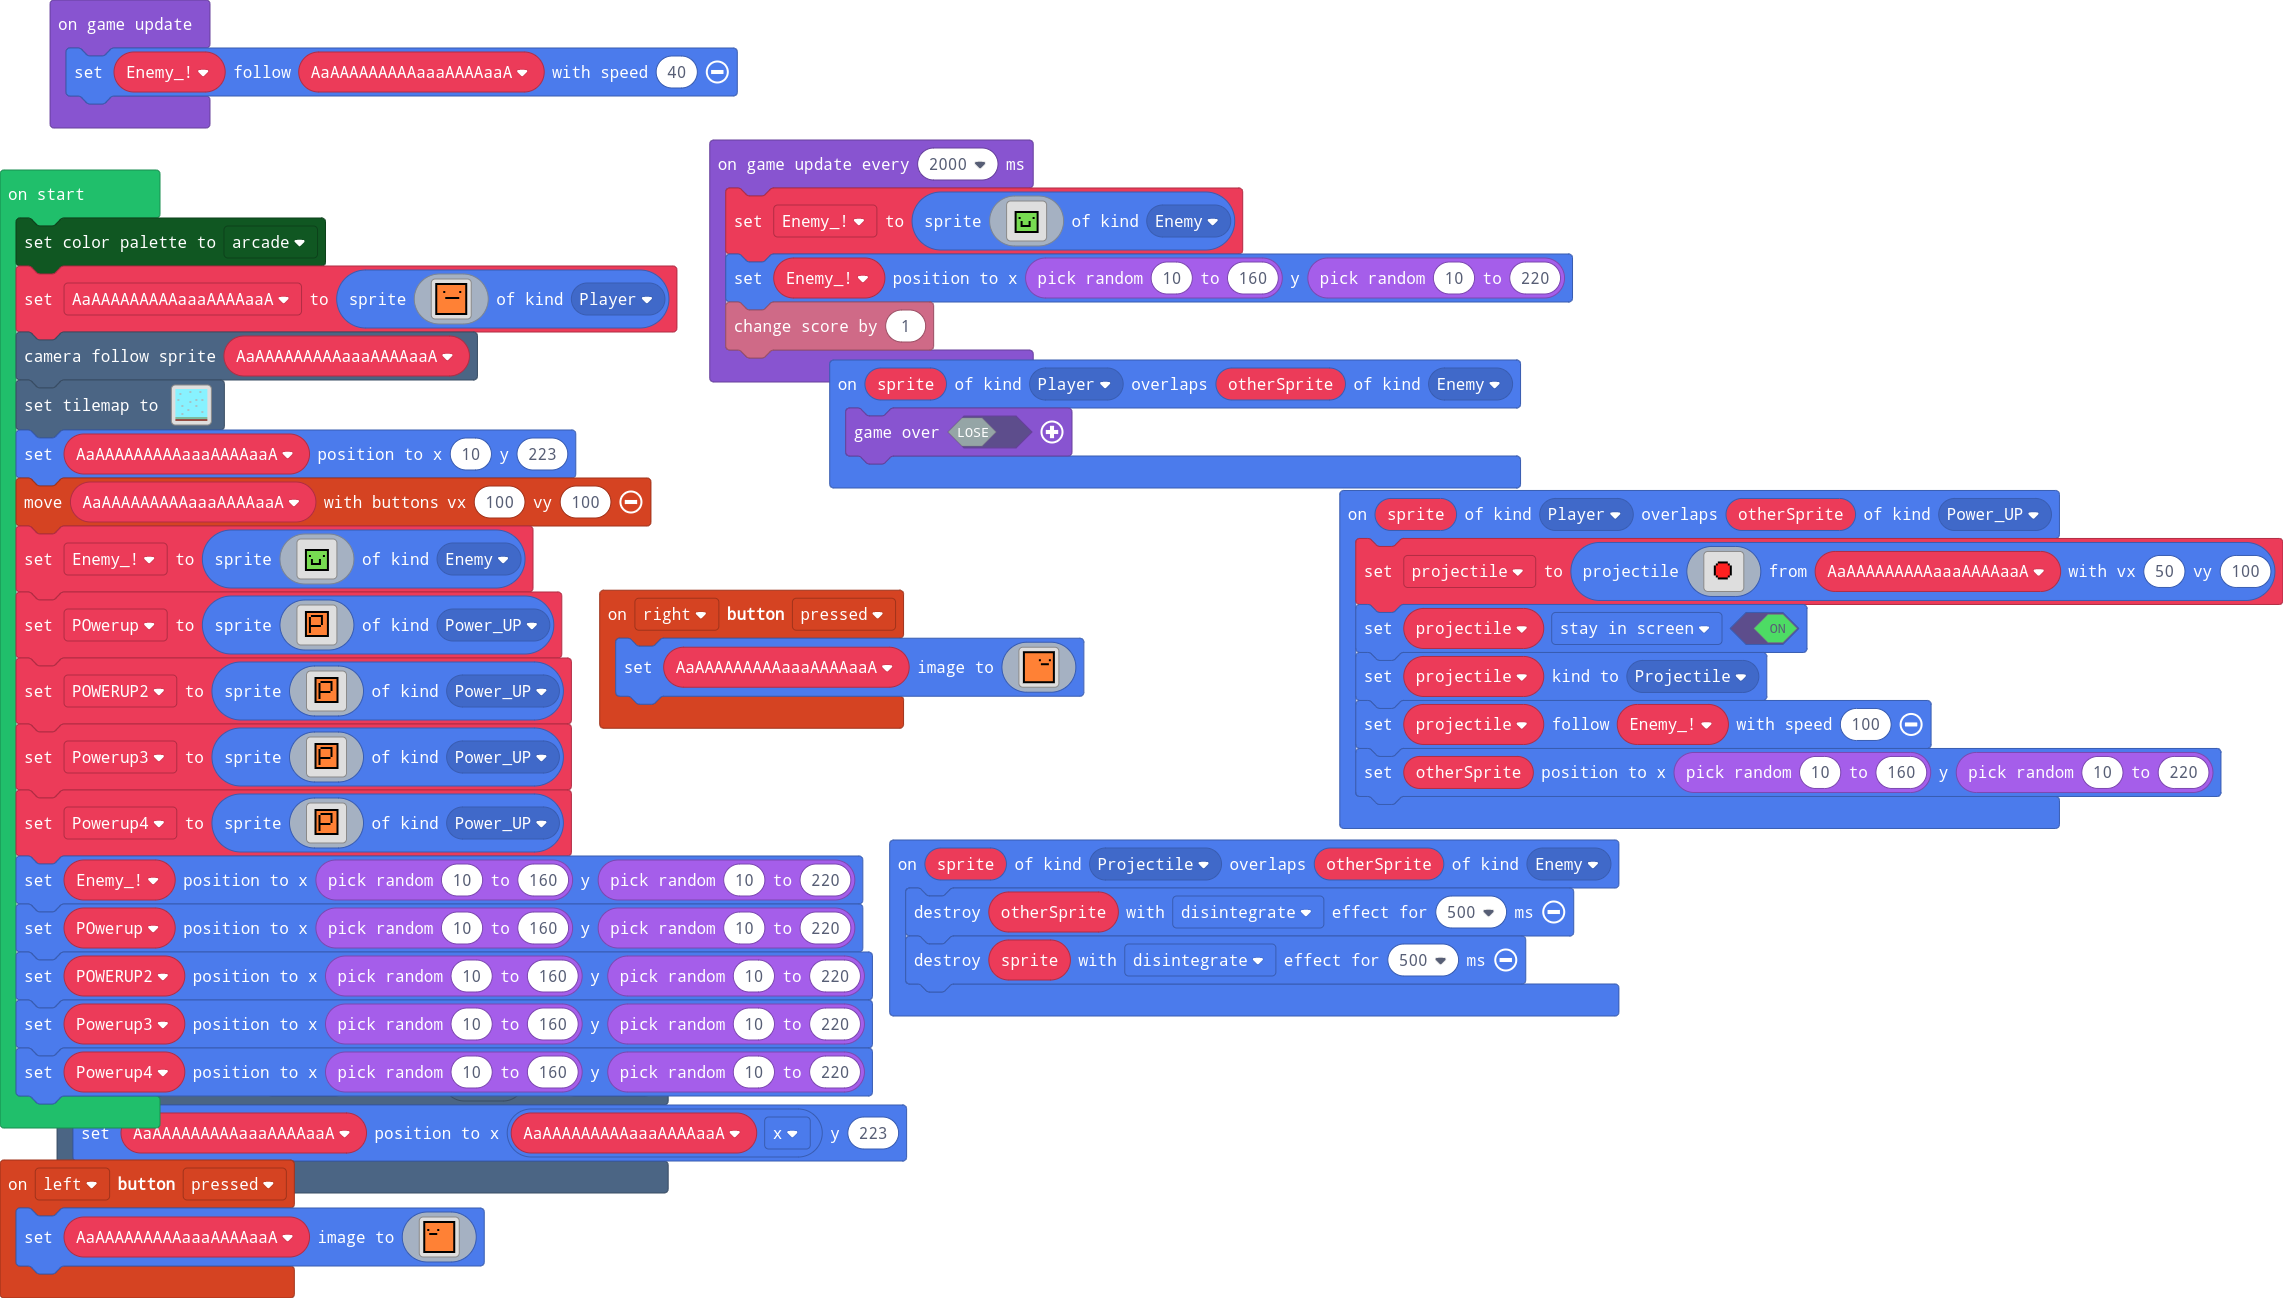 on game update
set Enemy_! follow AaAAAAAAAAAaaaAAAAaaA with speed 40
on game update every 2000 ms
set Enemy_! to sprite of kind Enemy
set Enemy_! position to x pick random 10 to 160 y pick random 10 to 220
change score by 1
on start
set color palette to arcade
set AaAAAAAAAAAaaaAAAAaaA to sprite of kind Player
camera follow sprite AaAAAAAAAAAaaaAAAAaaA
set tilemap to
set AaAAAAAAAAAaaaAAAAaaA position to x 10 y 223
move AaAAAAAAAAAaaaAAAAaaA with buttons vx 100 vy 100
set Enemy_! to sprite of kind Enemy
set POwerup to sprite of kind Power_UP
set POWERUP2 to sprite of kind Power_UP
set Powerup3 to sprite of kind Power_UP
set Powerup4 to sprite of kind Power_UP
set Enemy_! position to x pick random 10 to 160 y pick random 10 to 220
set POwerup position to x pick random 10 to 160 y pick random 10 to 220
set POWERUP2 position to x pick random 10 to 160 y pick random 10 to 220
set Powerup3 position to x pick random 10 to 160 y pick random 10 to 220
set Powerup4 position to x pick random 10 to 160 y pick random 10 to 220
on sprite of kind Player overlaps otherSprite of kind Enemy
game over LOSE
on sprite of kind Player overlaps otherSprite of kind Power_UP
set projectile to projectile from AaAAAAAAAAAaaaAAAAaaA with vx 50 vy 100
set projectile stay in screen ON
set projectile kind to Projectile
set projectile follow Enemy_! with speed 100
set otherSprite position to x pick random 10 to 160 y pick random 10 to 220
on right button pressed
set AaAAAAAAAAAaaaAAAAaaA image to
on sprite of kind Projectile overlaps otherSprite of kind Enemy
destroy otherSprite with disintegrate effect for 500 ms
destroy sprite with disintegrate effect for 500 ms
set AaAAAAAAAAAaaaAAAAaaA position to x AaAAAAAAAAAaaaAAAAaaA x y 223
on left button pressed
set AaAAAAAAAAAaaaAAAAaaA image to